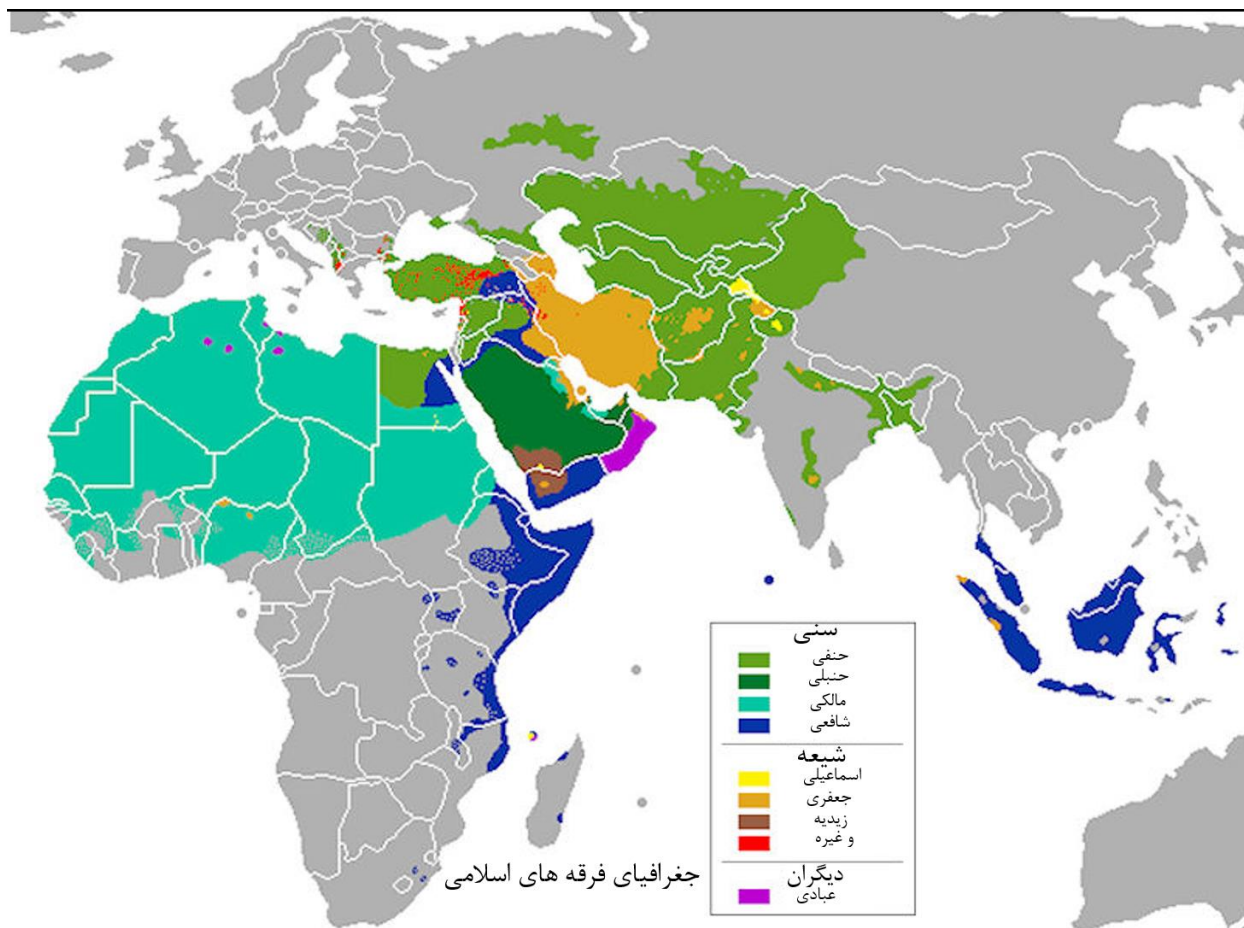 سنی
حنفی
حنبلی
مالکی
شافعی
شیعه
اسماعیلی
جعفری
زیدیه
و غیره
دیگران
عبادی
جغرافیای فرقه های اسلامی